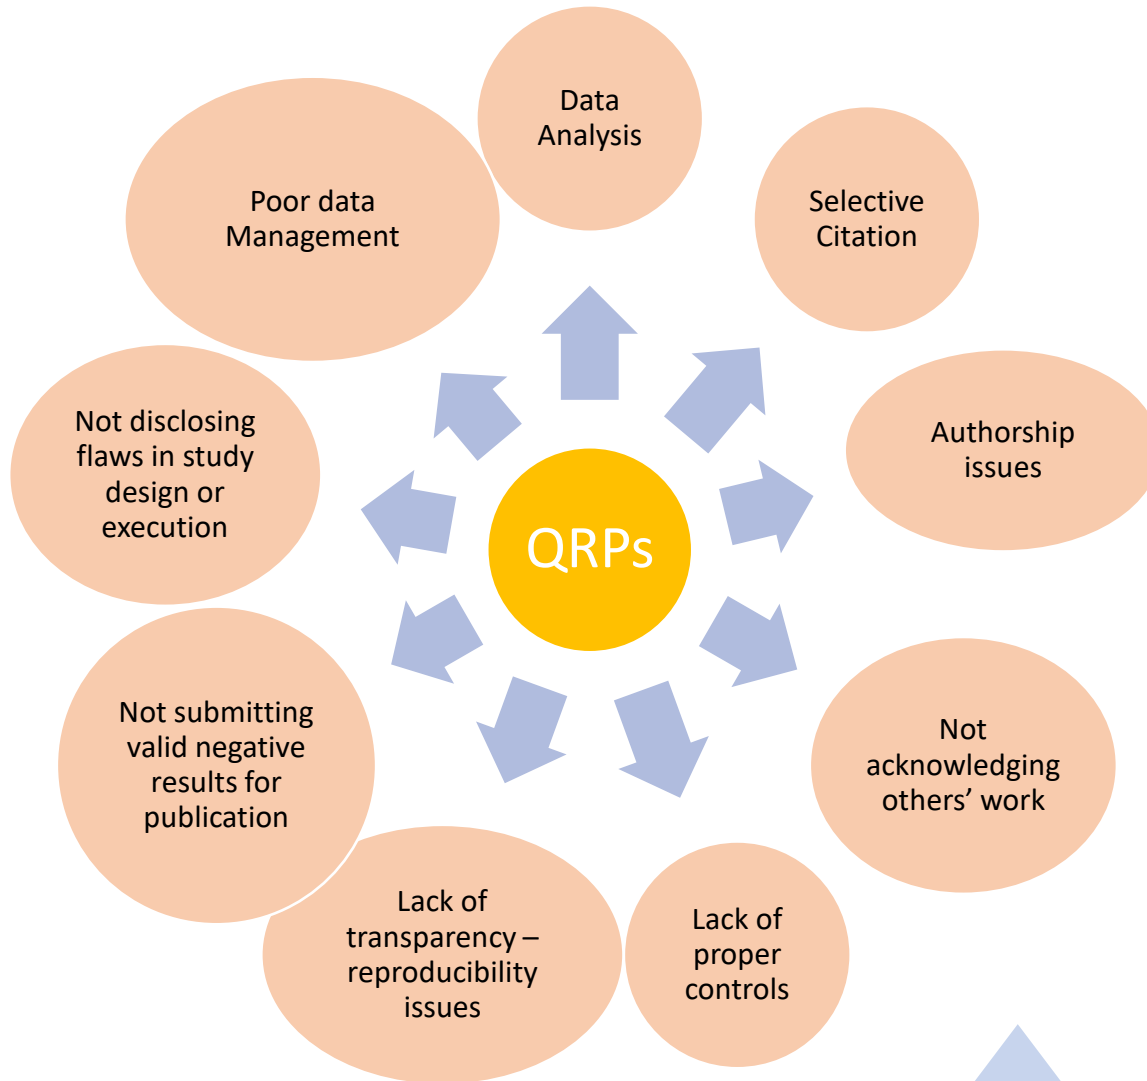 Data
Analysis
Selective
Citation
Authorship
issues
Not
acknowledging
others’ work
Lack of
proper
controls
Lack of
transparency –
reproducibility
issues
Not submitting
valid negative
results for
publication
Not disclosing
flaws in study
design or
execution
Poor data
Management
QRPs